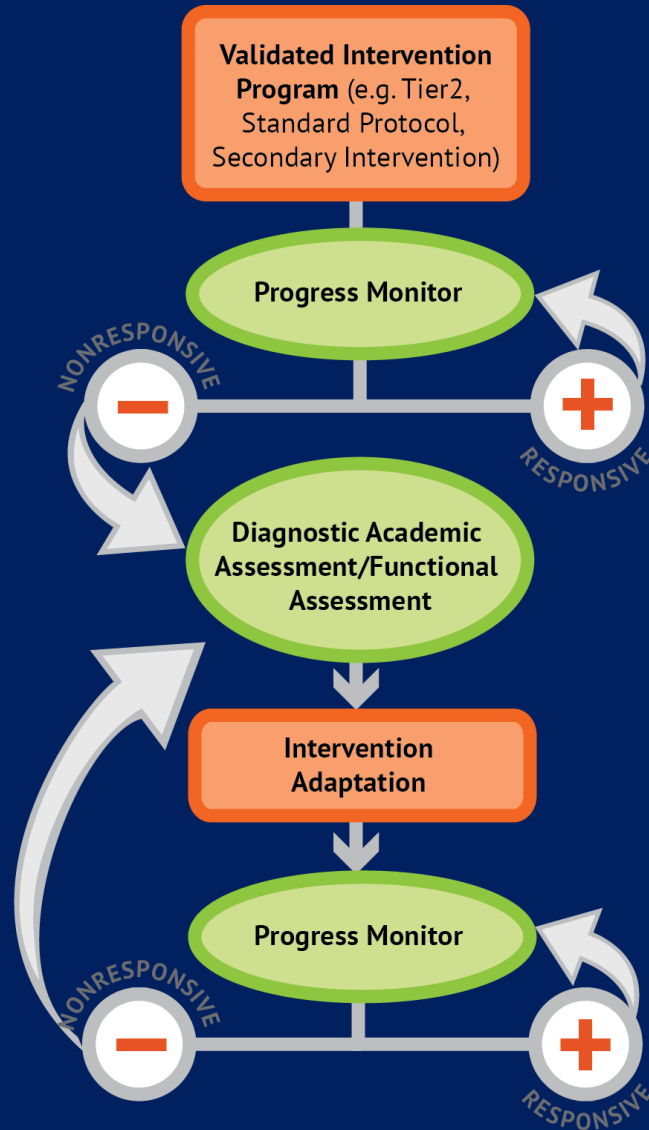 Validated Intervention
Program (e.g. Tier2,
Standard Protocol,
Secondary Intervention)
Progress Monitor
NONRESPONSIVE
RESPONSIVE
Diagnostic Academic
Assessment/Functional
Assessment
Intervention
Adaptation
Progress Monitor
NONRESPONSIVE
RESPONSIVE